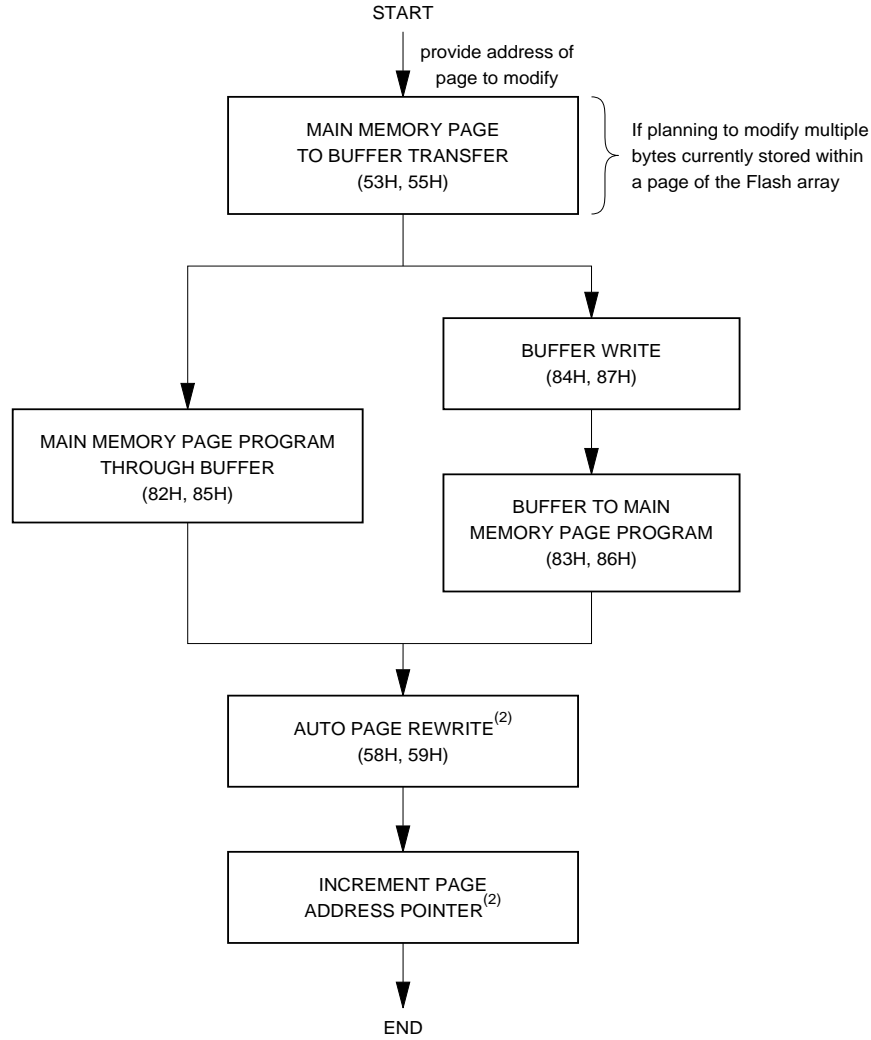 START
provide address of
page to modify
MAIN MEMORY PAGE
TO BUFFER TRANSFER
(53H, 55H)
If planning to modify multiple
bytes currently stored within
a page of the Flash array
BUFFER WRITE
(84H, 87H)
MAIN MEMORY PAGE PROGRAM
THROUGH BUFFER
(82H, 85H)
BUFFER TO MAIN
MEMORY PAGE PROGRAM
(83H, 86H)
AUTO PAGE REWRITE(2)
(58H, 59H)
INCREMENT PAGE
ADDRESS POINTER(2)
END